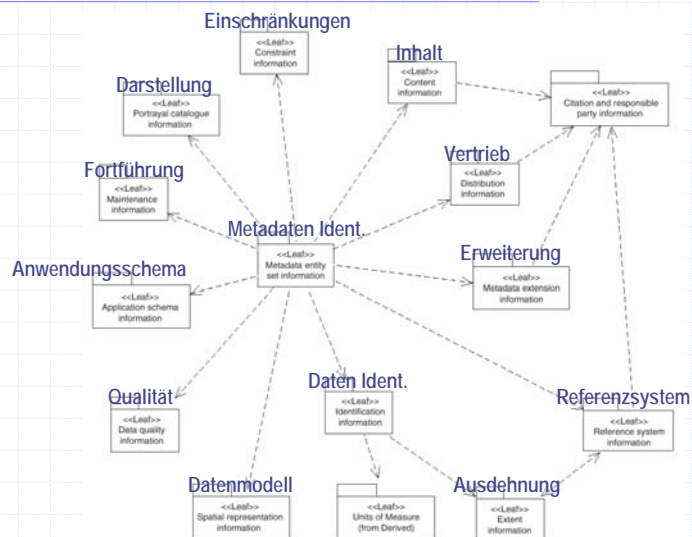 Einschränkungen
<<Leaf>>
Constraint
information
Inhalt
<<Leaf>>
Content
information
<<Leaf>>
Citation and responsible
party information
Darstellung
<<Leaf>>
Portrayal catalogue
information
Vertrieb
<<Leaf>>
Distribution
information
Fortführung
<<Leaf>>
Maintenance
information
Metadaten Ident.
<<Leaf>>
Metadata entity
set information
Erweiterung
<<Leaf>>
Metadata extension
information
Anwendungsschema
<<Leaf>>
Application schema
information
Qualität
<<Leaf>>
Data quality
information
Daten Ident.
<<Leaf>>
Identification
information
Referenzsystem
<<Leaf>>
Reference system
information
Datenmodell
<<Leaf>>
Spatial representation
information
<<Leaf>>
Units of Measure
(from Derived)
Ausdehnung
<<Leaf>>
Extent
information